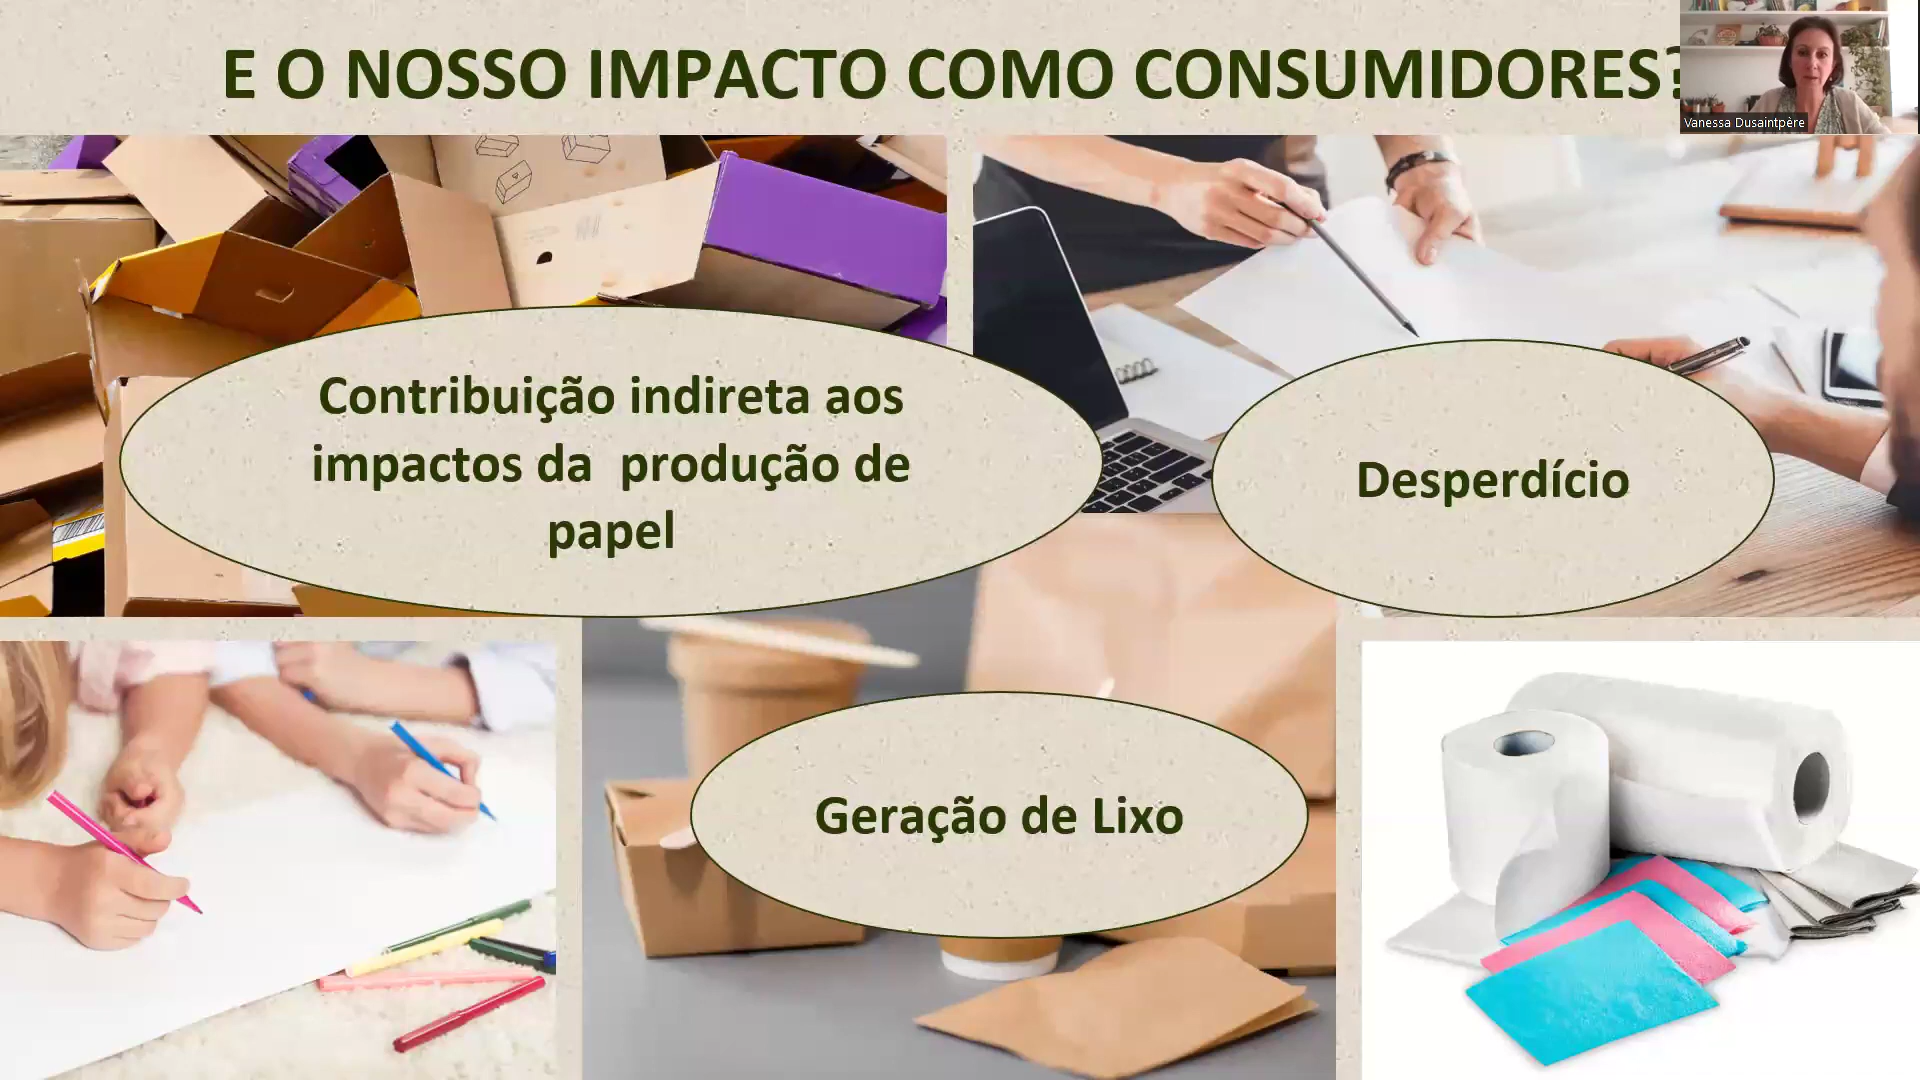 E O NOSSO IMPACTO COMO CONSUMIDORES?
Vanessa Dusaintpère
Contribuição indireta aos
impactos da produção de
papel
Desperdício
Geração de Lixo